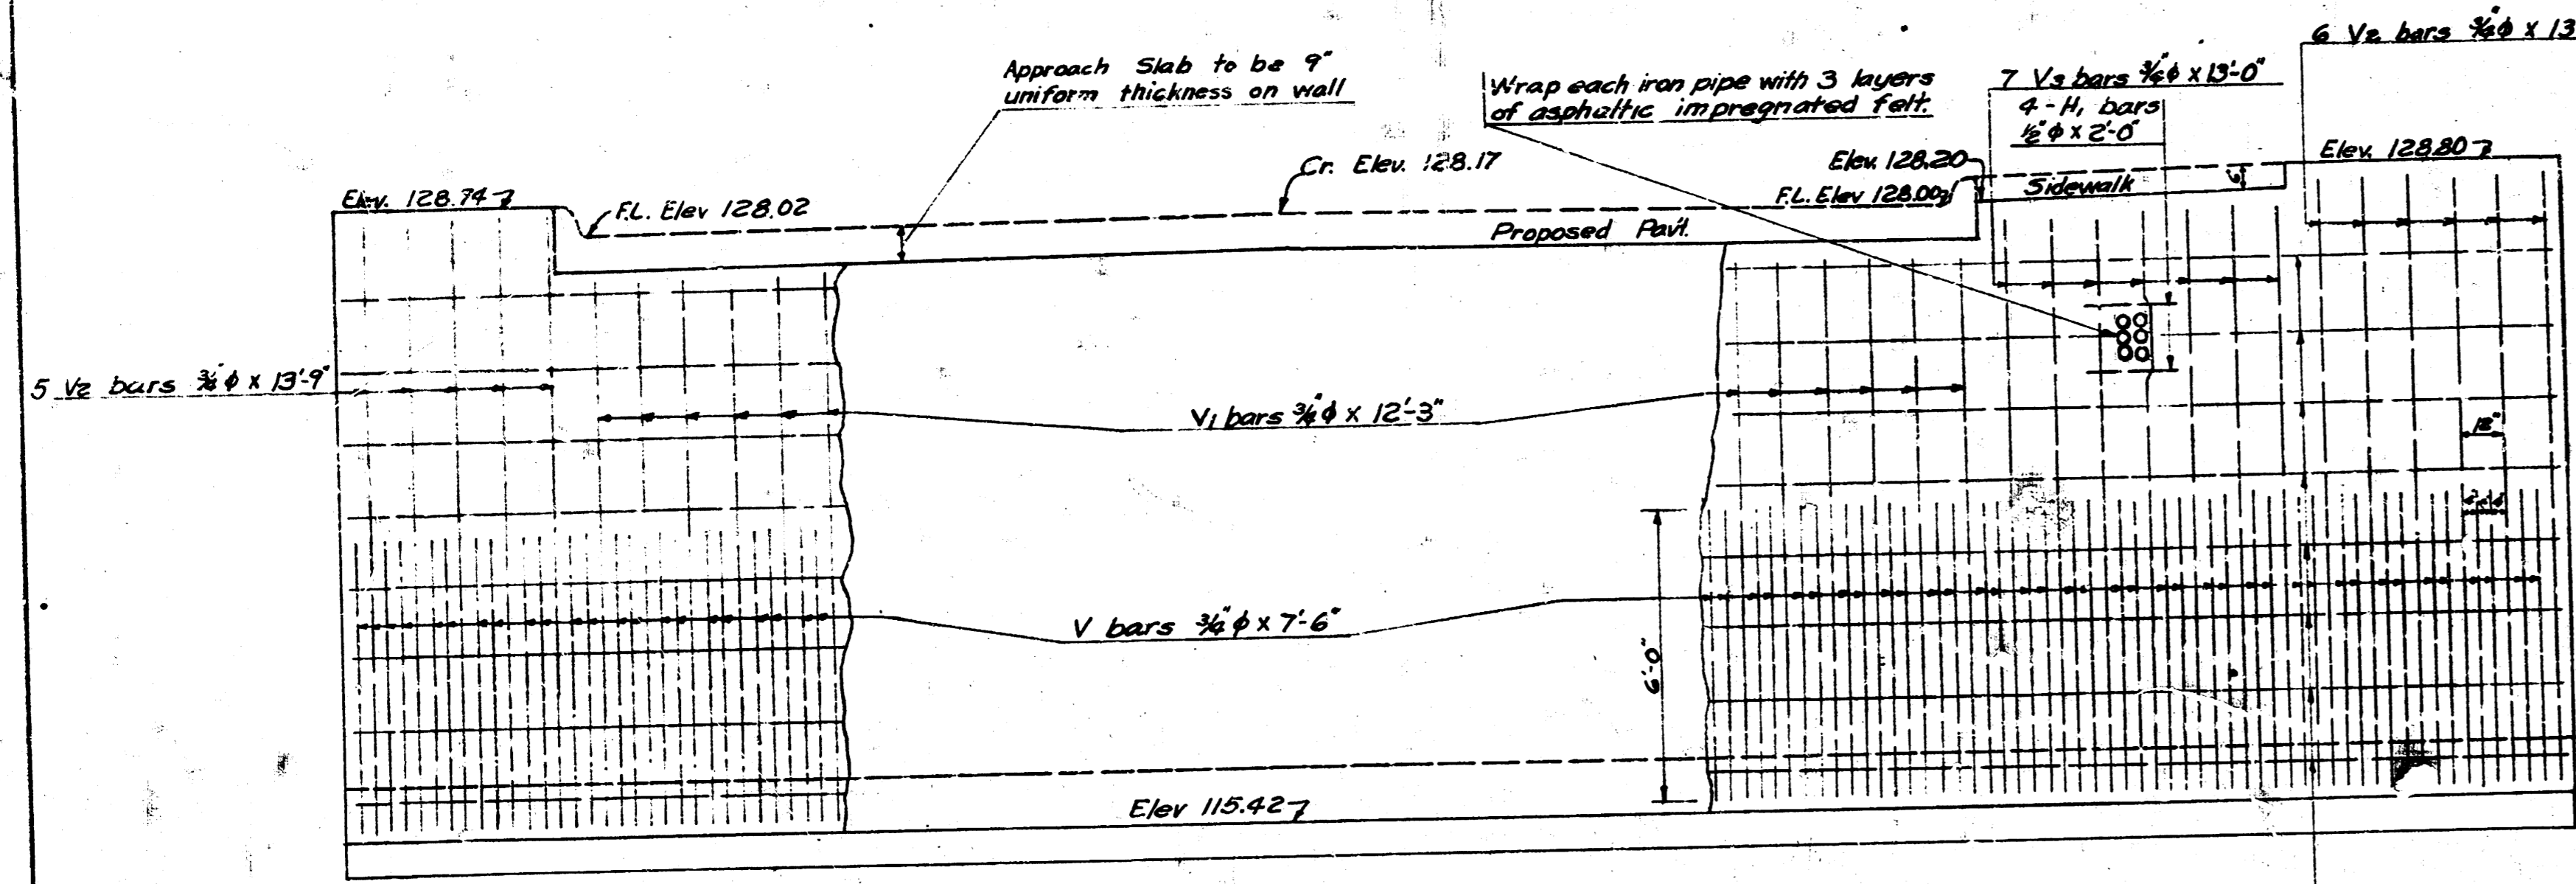 6 V2 bars ¾"φ x 13
Approach Slab to be 9"
uniform thickness on wall
Wrap each iron pipe with 3 layers
of asphaltic impregnated felt.
7 V3 bars ¾"φ x 13'-0"
4 - H, bars
½"φ x 2'-0"
Elev. 128.74
F.L. Elev 128.02
Cr. Elev. 128.17
Elev. 128.20
F.L. Elev 128.00
Sidewalk
6"
Elev. 128.80
Proposed Pav't.
5 V2 bars ¾"φ x 13'-9"
V1 bars ¾"φ x 12'-3"
12"
V bars ¾"φ x 7'-6"
6'-0"
Elev 115.42